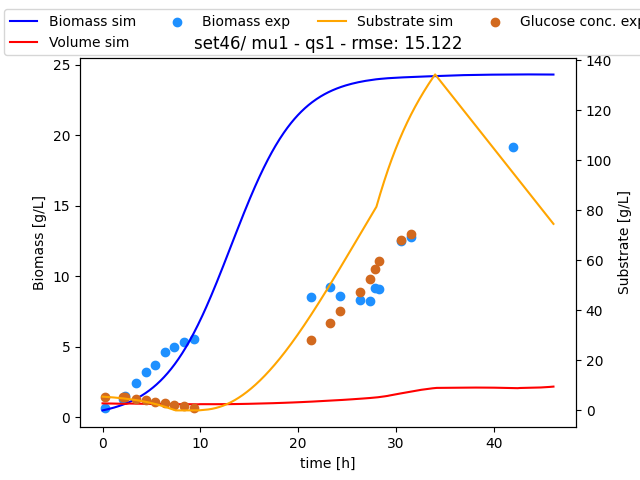 Biomass sim
Biomass exp
Substrate sim
Glucose conc. exp
Volume sim
set46/ mu1 - qs1 - rmse: 15.122
Biomass [g/L]
25
20
15
10
5
0
0
10
20
30
40
time [h]
140
120
100
80
60
40
20
0
Substrate [g/L]